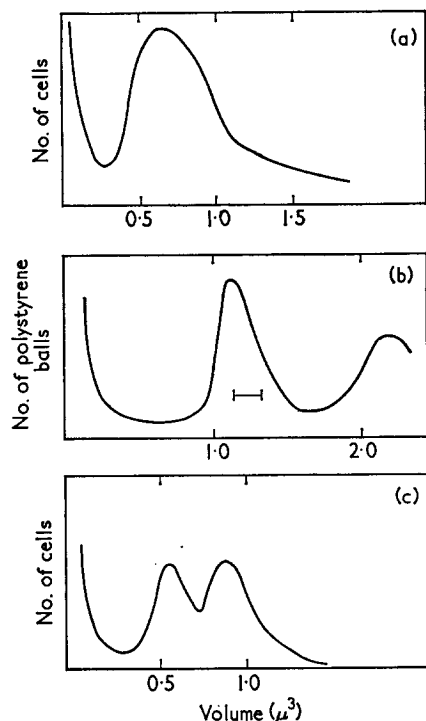 (a)
No. of cells
0·5 1·0 1·5
(b)
No. of polystyrene
balls
1·0 2·0
(c)
No. of cells
0·5 1·0
Volume (μ³)